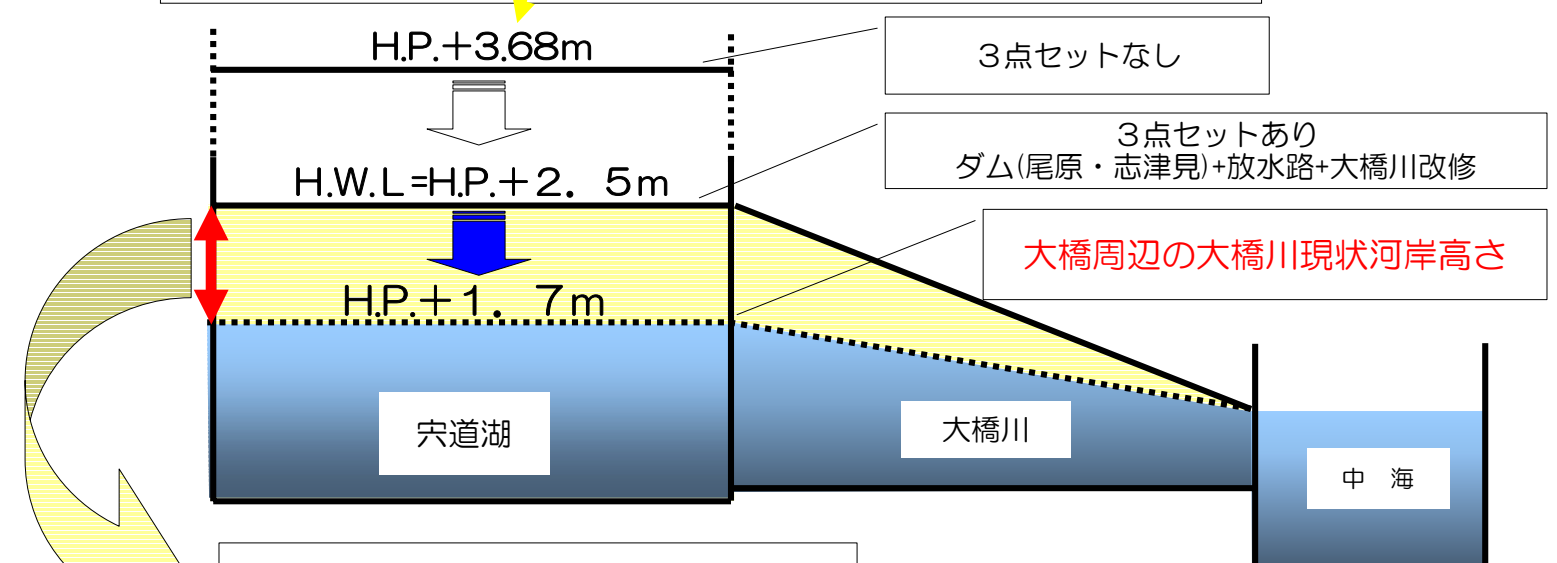 H.P.+3.68m
3点セットなし
3点セットあり
ダム(尾原・志津見)+放水路+大橋川改修
H.W.L=H.P.+2．5m
大橋周辺の大橋川現状河岸高さ
H.P.+1．7m
宍道湖
大橋川
中　海